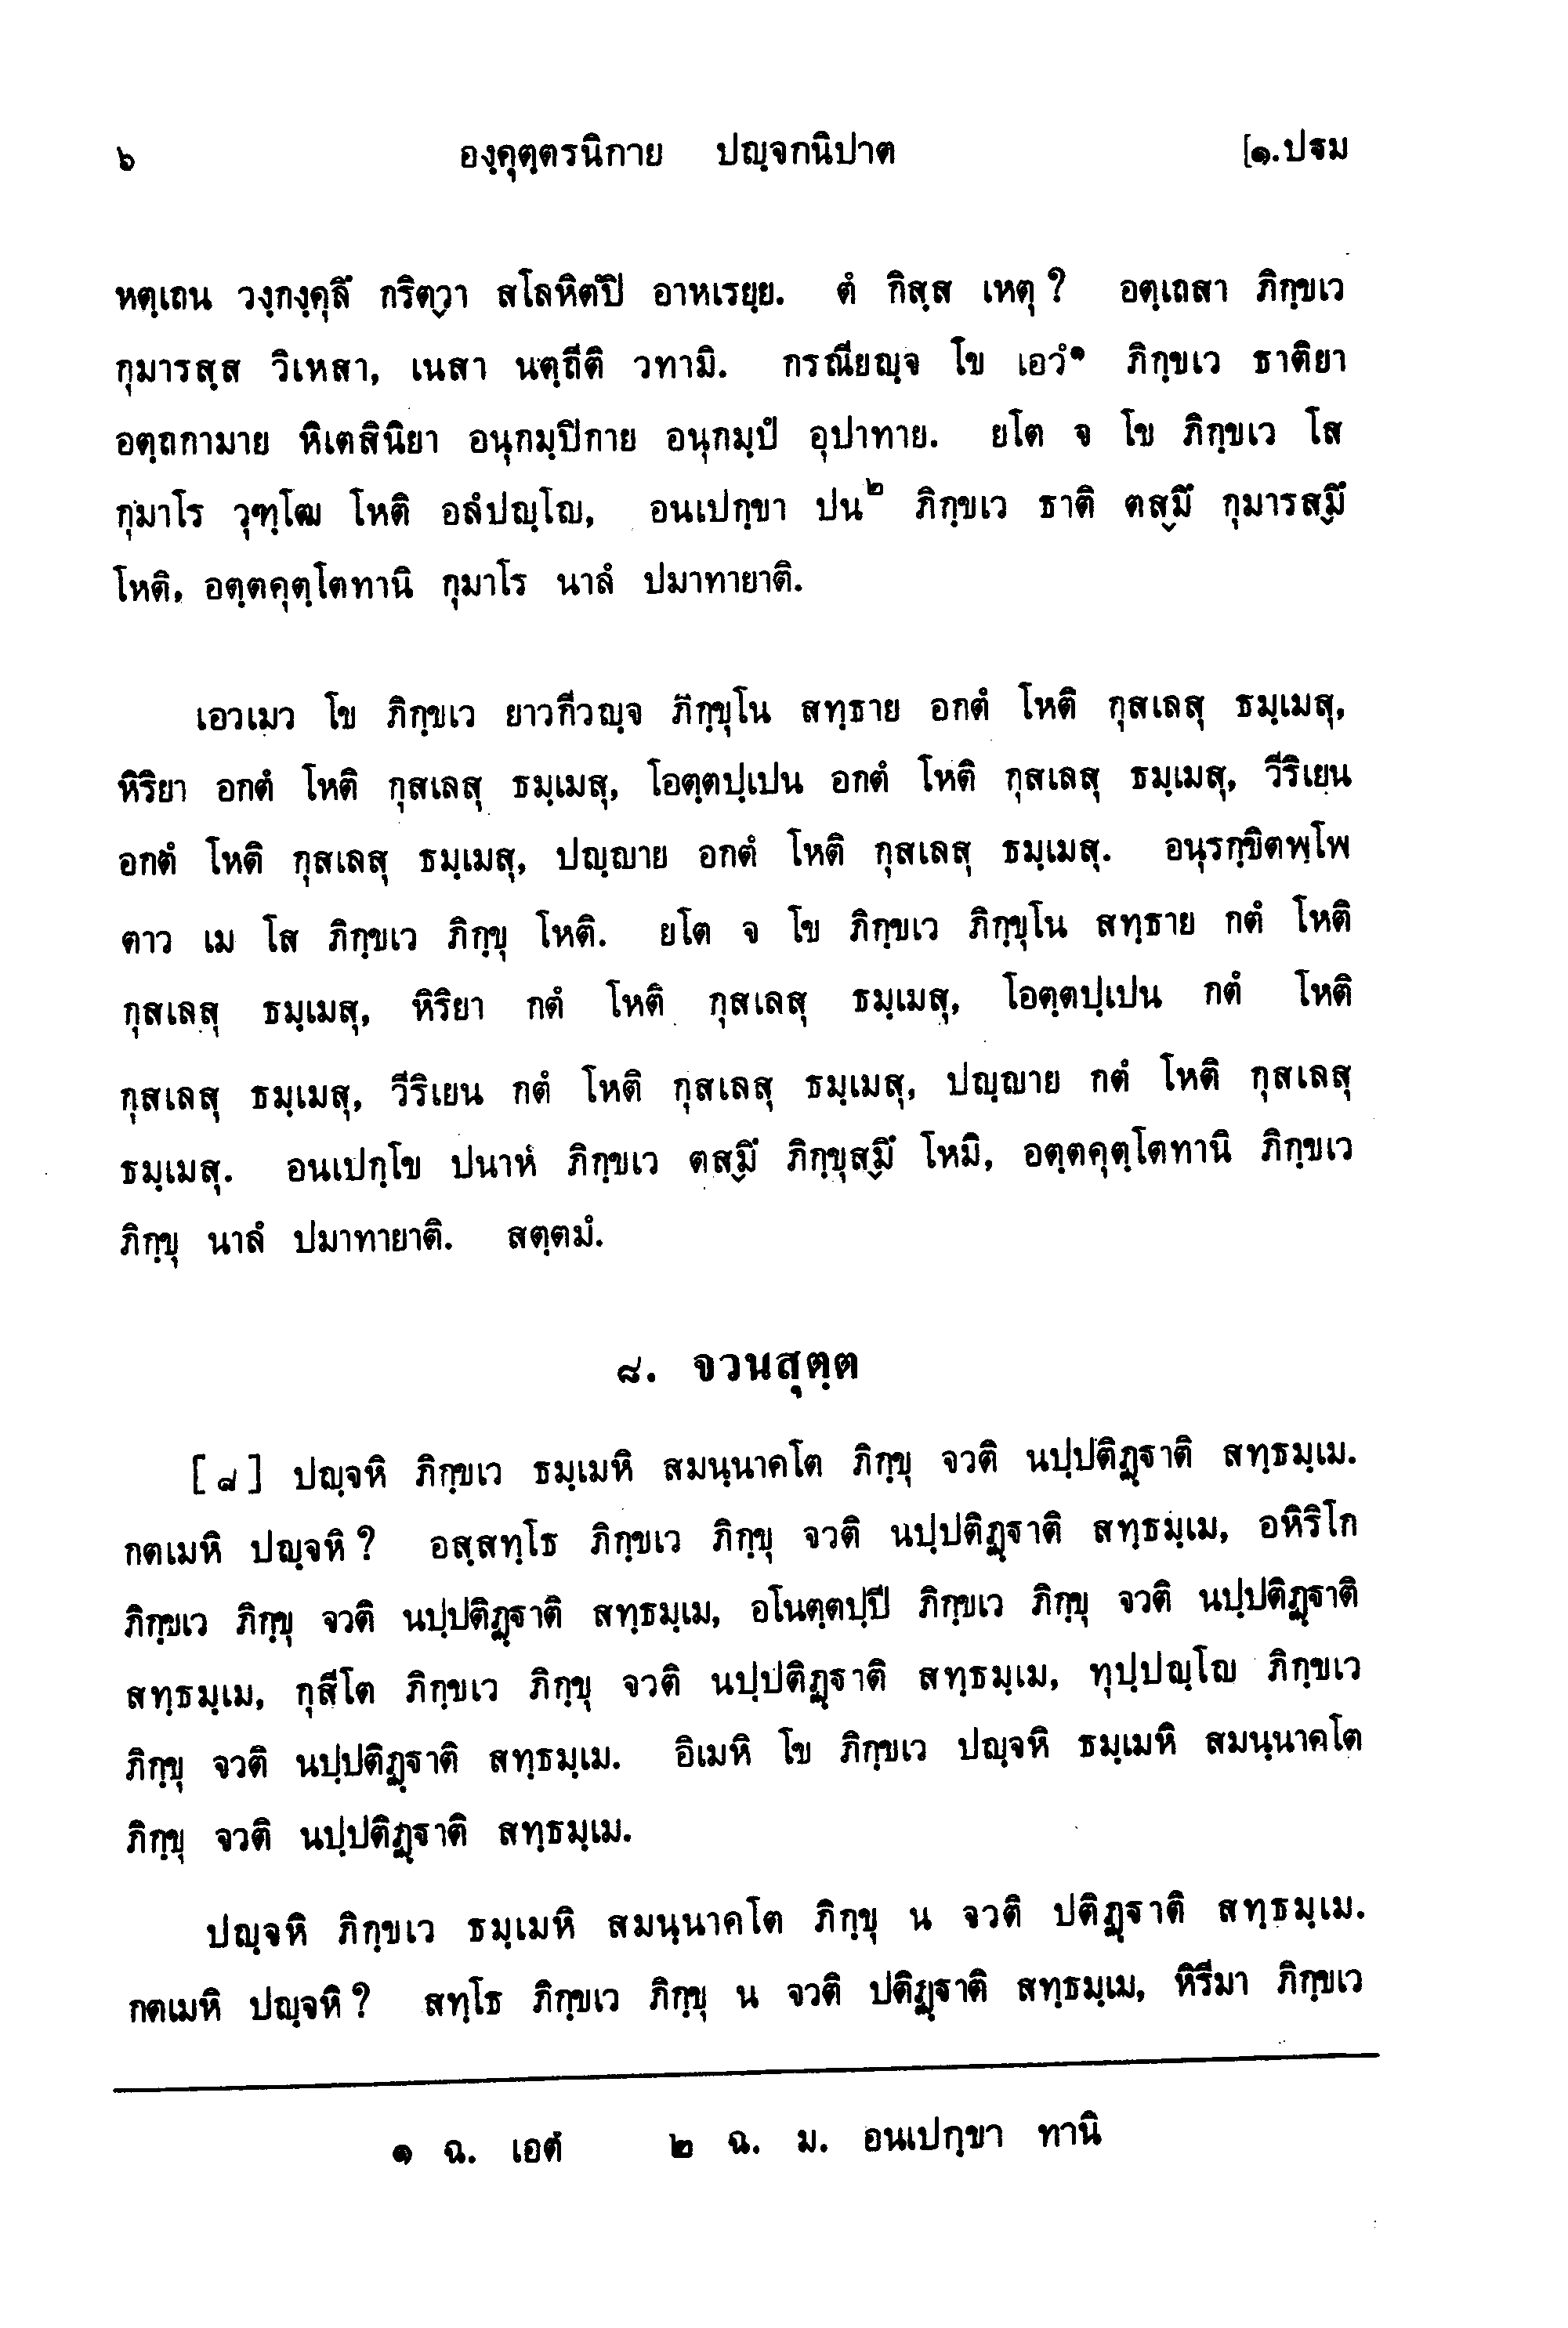 ๖ องฺคุตฺตรนิกาย ปญฺจกนิปาต [๑.ปฐม
หตฺเถน วงฺกงฺคุลึ กริตฺวา สโลหิตํปิ อาหเรยฺย. ตํ กิสฺส เหตุ ? อตฺเถสา ภิกฺขเว
กุมารสฺส วิเหสา, เนสา นตฺถีติ วทามิ. กรณียญฺจ โข เอวํ๑ ภิกฺขเว ธาติยา
อตฺถกามาย หิเตสินิยา อนุกมฺปิกาย อนุกมฺปํ อุปาทาย. ยโต จ โข ภิกฺขเว โส
กุมาโร วุฑฺโฒ โหติ อลํปญฺโญ, อนเปกฺขา ปน๒ ภิกฺขเว ธาติ ตสฺมึ กุมารสฺมึ
โหติ, อตฺตคุตฺโตทานิ กุมาโร นาลํ ปมาทายาติ.
เอวเมว โข ภิกฺขเว ยาวกีวญฺจ ภิกฺขุโน สทฺธาย อกตํ โหติ กุสเลสุ ธมฺเมสุ,
หิริยา อกตํ โหติ กุสเลสุ ธมฺเมสุ, โอตฺตปฺเปน อกตํ โหติ กุสเลสุ ธมฺเมสุ, วีริเยน
อกตํ โหติ กุสเลสุ ธมฺเมสุ, ปญฺญาย อกตํ โหติ กุสเลสุ ธมฺเมสุ. อนุรกฺขิตพฺโพ
ตาว เม โส ภิกฺขเว ภิกฺขุ โหติ. ยโต จ โข ภิกฺขเว ภิกฺขุโน สทฺธาย กตํ โหติ
กุสเลสุ ธมฺเมสุ, หิริยา กตํ โหติ กุสเลสุ ธมฺเมสุ, โอตฺตปฺเปน กตํ โหติ
กุสเลสุ ธมฺเมสุ, วีริเยน กตํ โหติ กุสเลสุ ธมฺเมสุ, ปญฺญาย กตํ โหติ กุสเลสุ
ธมฺเมสุ. อนเปกฺโข ปนาหํ ภิกฺขเว ตสฺมึ ภิกฺขุสฺมึ โหมิ, อตฺตคุตฺโตทานิ ภิกฺขเว
ภิกฺขุ นาลํ ปมาทายาติ. สตฺตมํ.
๘. จวนสุตฺต
[๘] ปญฺจหิ ภิกฺขเว ธมฺเมหิ สมนฺนาคโต ภิกฺขุ จวติ นปฺปติฏฺฐาติ สทฺธมฺเม.
กตเมหิ ปญฺจหิ ? อสฺสทฺโธ ภิกฺขเว ภิกฺขุ จวติ นปฺปติฏฺฐาติ สทฺธมฺเม, อหิริโก
ภิกฺขเว ภิกฺขุ จวติ นปฺปติฏฺฐาติ สทฺธมฺเม, อโนตฺตปฺปี ภิกฺขเว ภิกฺขุ จวติ นปฺปติฏฺฐาติ
สทฺธมฺเม, กุสีโต ภิกฺขเว ภิกฺขุ จวติ นปฺปติฏฺฐาติ สทฺธมฺเม, ทุปฺปญฺโญ ภิกฺขเว
ภิกฺขุ จวติ นปฺปติฏฺฐาติ สทฺธมฺเม. อิเมหิ โข ภิกฺขเว ปญฺจหิ ธมฺเมหิ สมนฺนาคโต
ภิกฺขุ จวติ นปฺปติฏฺฐาติ สทฺธมฺเม.
ปญฺจหิ ภิกฺขเว ธมฺเมหิ สมนฺนาคโต ภิกฺขุ น จวติ ปติฏฺฐาติ สทฺธมฺเม.
กตเมหิ ปญฺจหิ ? สทฺโธ ภิกฺขเว ภิกฺขุ น จวติ ปติฏฺฐาติ สทฺธมฺเม, หิรีมา ภิกฺขเว
๑ ฉ. เอตํ ๒ ฉ. ม. อนเปกฺขา ทานิ